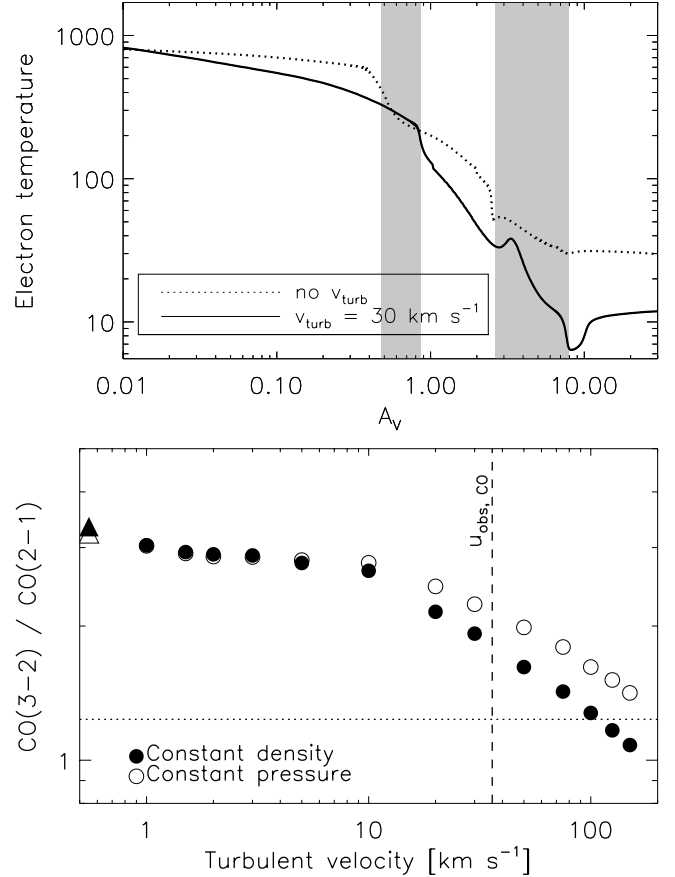 Electron temperature
1000
100
10
no v_turb
v_turb = 30 km s⁻¹
0.01
0.10
1.00
10.00
A_V
CO(3−2) / CO(2−1)
u_obs, CO
Constant density
Constant pressure
1
1
10
100
Turbulent velocity [km s⁻¹]